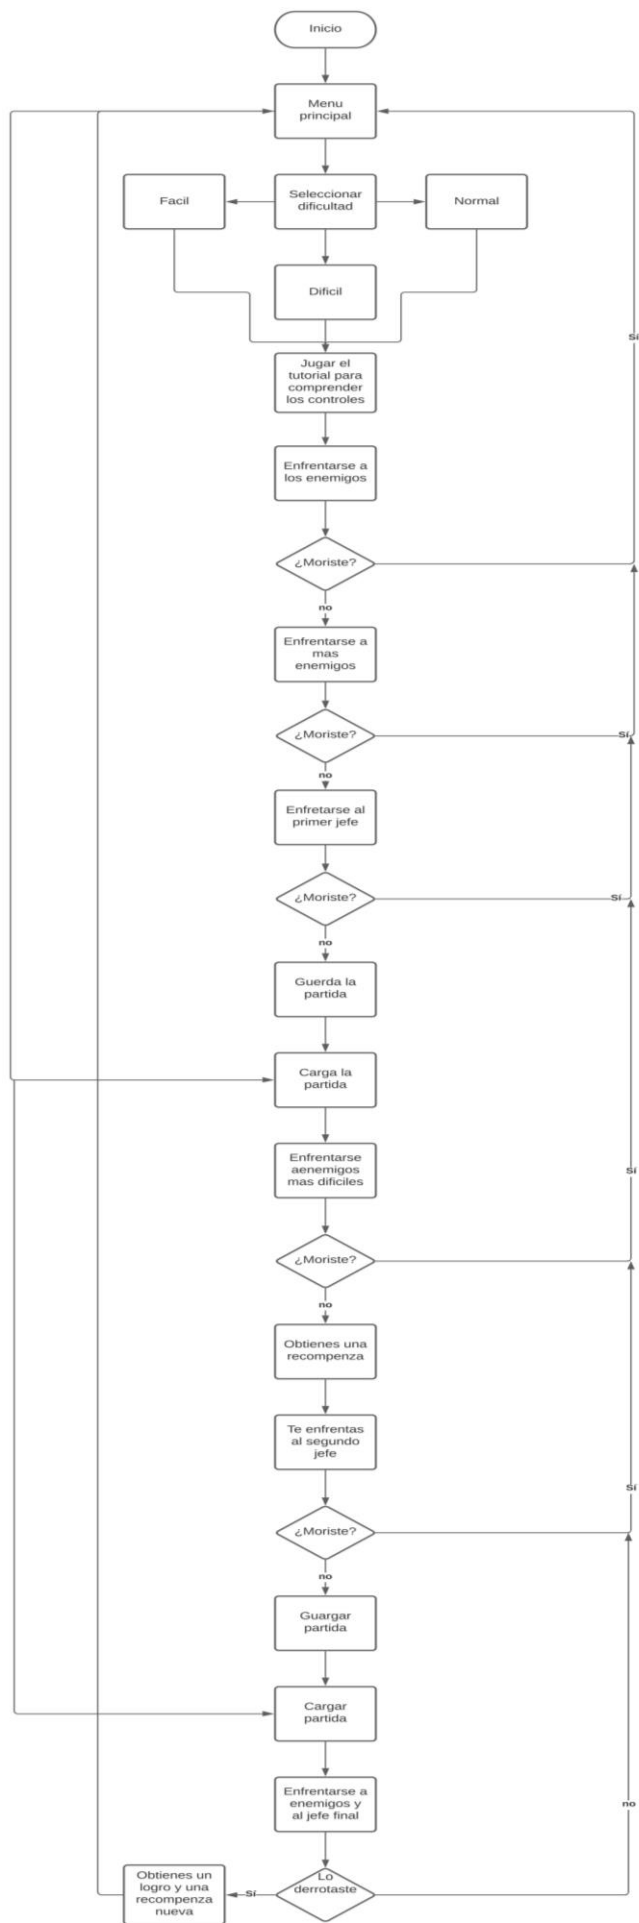 Inicio
Menu
principal
Facil
Seleccionar
dificultad
Normal
Dificil
Sí
Jugar el
tutorial para
comprender
los controles
Enfrentarse a
los enemigos
¿Moriste?
no
Enfrentarse a
mas
enemigos
¿Moriste?
Sí
no
Enfretarse al
primer jefe
¿Moriste?
Sí
no
Guerda la
partida
Carga la
partida
Enfrentarse
aenemigos
mas dificiles
Sí
¿Moriste?
no
Obtienes una
recompenza
Te enfrentas
al segundo
jefe
Sí
¿Moriste?
no
Guargar
partida
Cargar
partida
Enfrentarse a
enemigos y
al jefe final
no
Obtienes un
logro y una
recompenza
nueva
Sí
Lo
derrotaste